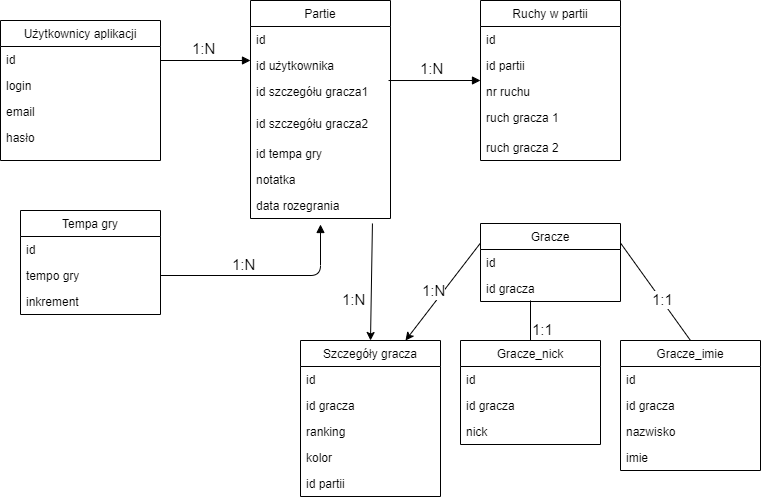 Użytkownicy aplikacji
id
login
email
hasło
1:N
Partie
id
id użytkownika
id szczegółu gracza1
id szczegółu gracza2
id tempa gry
notatka
data rozegrania
1:N
Ruchy w partii
id
id partii
nr ruchu
ruch gracza 1
ruch gracza 2
Tempa gry
id
tempo gry
inkrement
1:N
1:N
1:N
Gracze
id
id gracza
1:1
1:1
Szczegóły gracza
id
id gracza
ranking
kolor
id partii
Gracze_nick
id
id gracza
nick
Gracze_imie
id
id gracza
nazwisko
imie